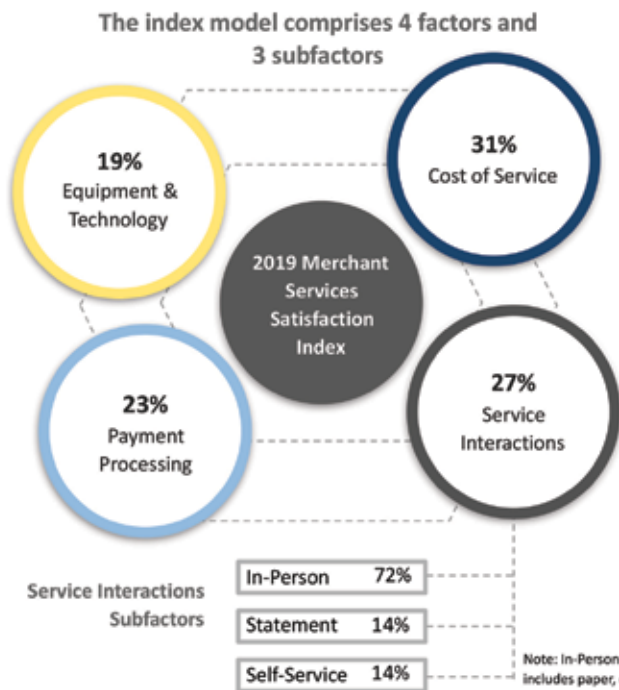 The index model comprises 4 factors and
3 subfactors
19%
Equipment &
Technology
31%
Cost of Service
2019 Merchant
Services
Satisfaction
Index
23%
Payment
Processing
27%
Service
Interactions
Service Interactions
Subfactors
In-Person 72%
Statement 14%
Self-Service 14%
Note: In-Person
includes paper,